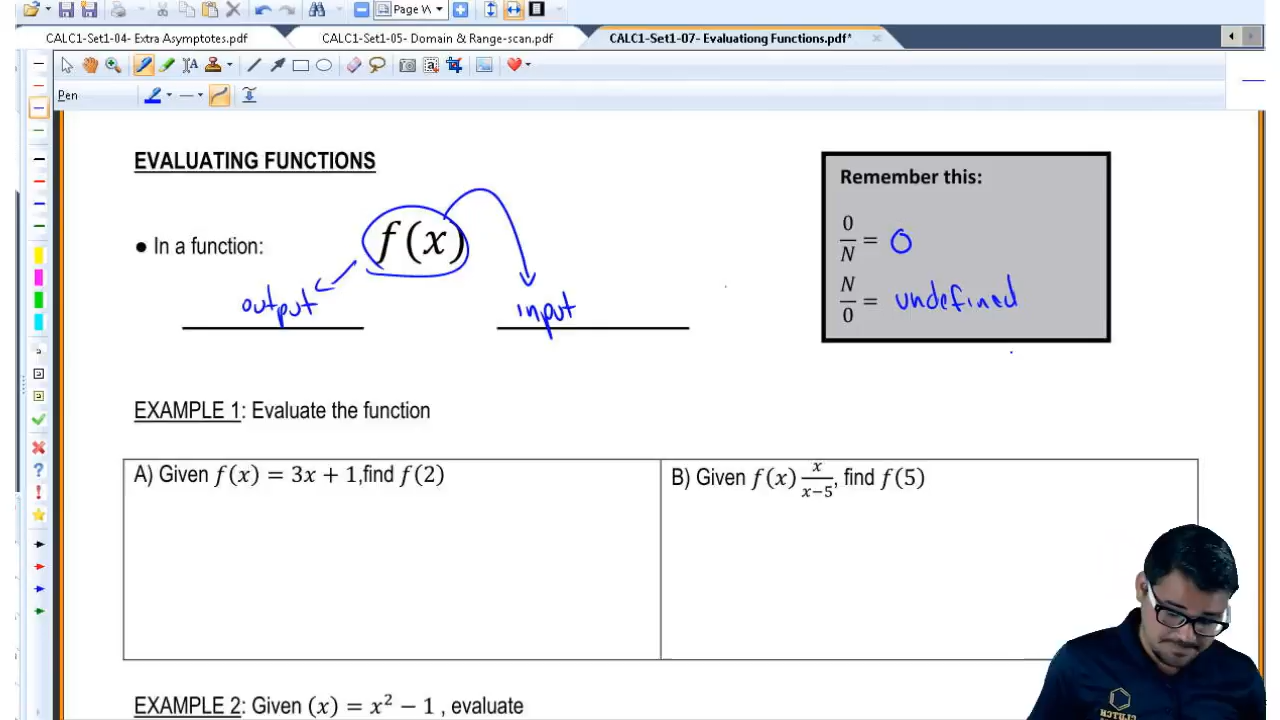 Page W
CALC1-Set1-04- Extra Asymptotes.pdf
CALC1-Set1-05- Domain & Range-scan.pdf
CALC1-Set1-07- Evaluationg Functions.pdf*
Pen
EVALUATING FUNCTIONS
● In a function:
f(x)
output
input
Remember this:
0/N = 0
N/0 = undefined
EXAMPLE 1: Evaluate the function
A) Given f(x) = 3x + 1,find f(2)
B) Given f(x) x/x−5, find f(5)
EXAMPLE 2: Given (x) = x² − 1 , evaluate